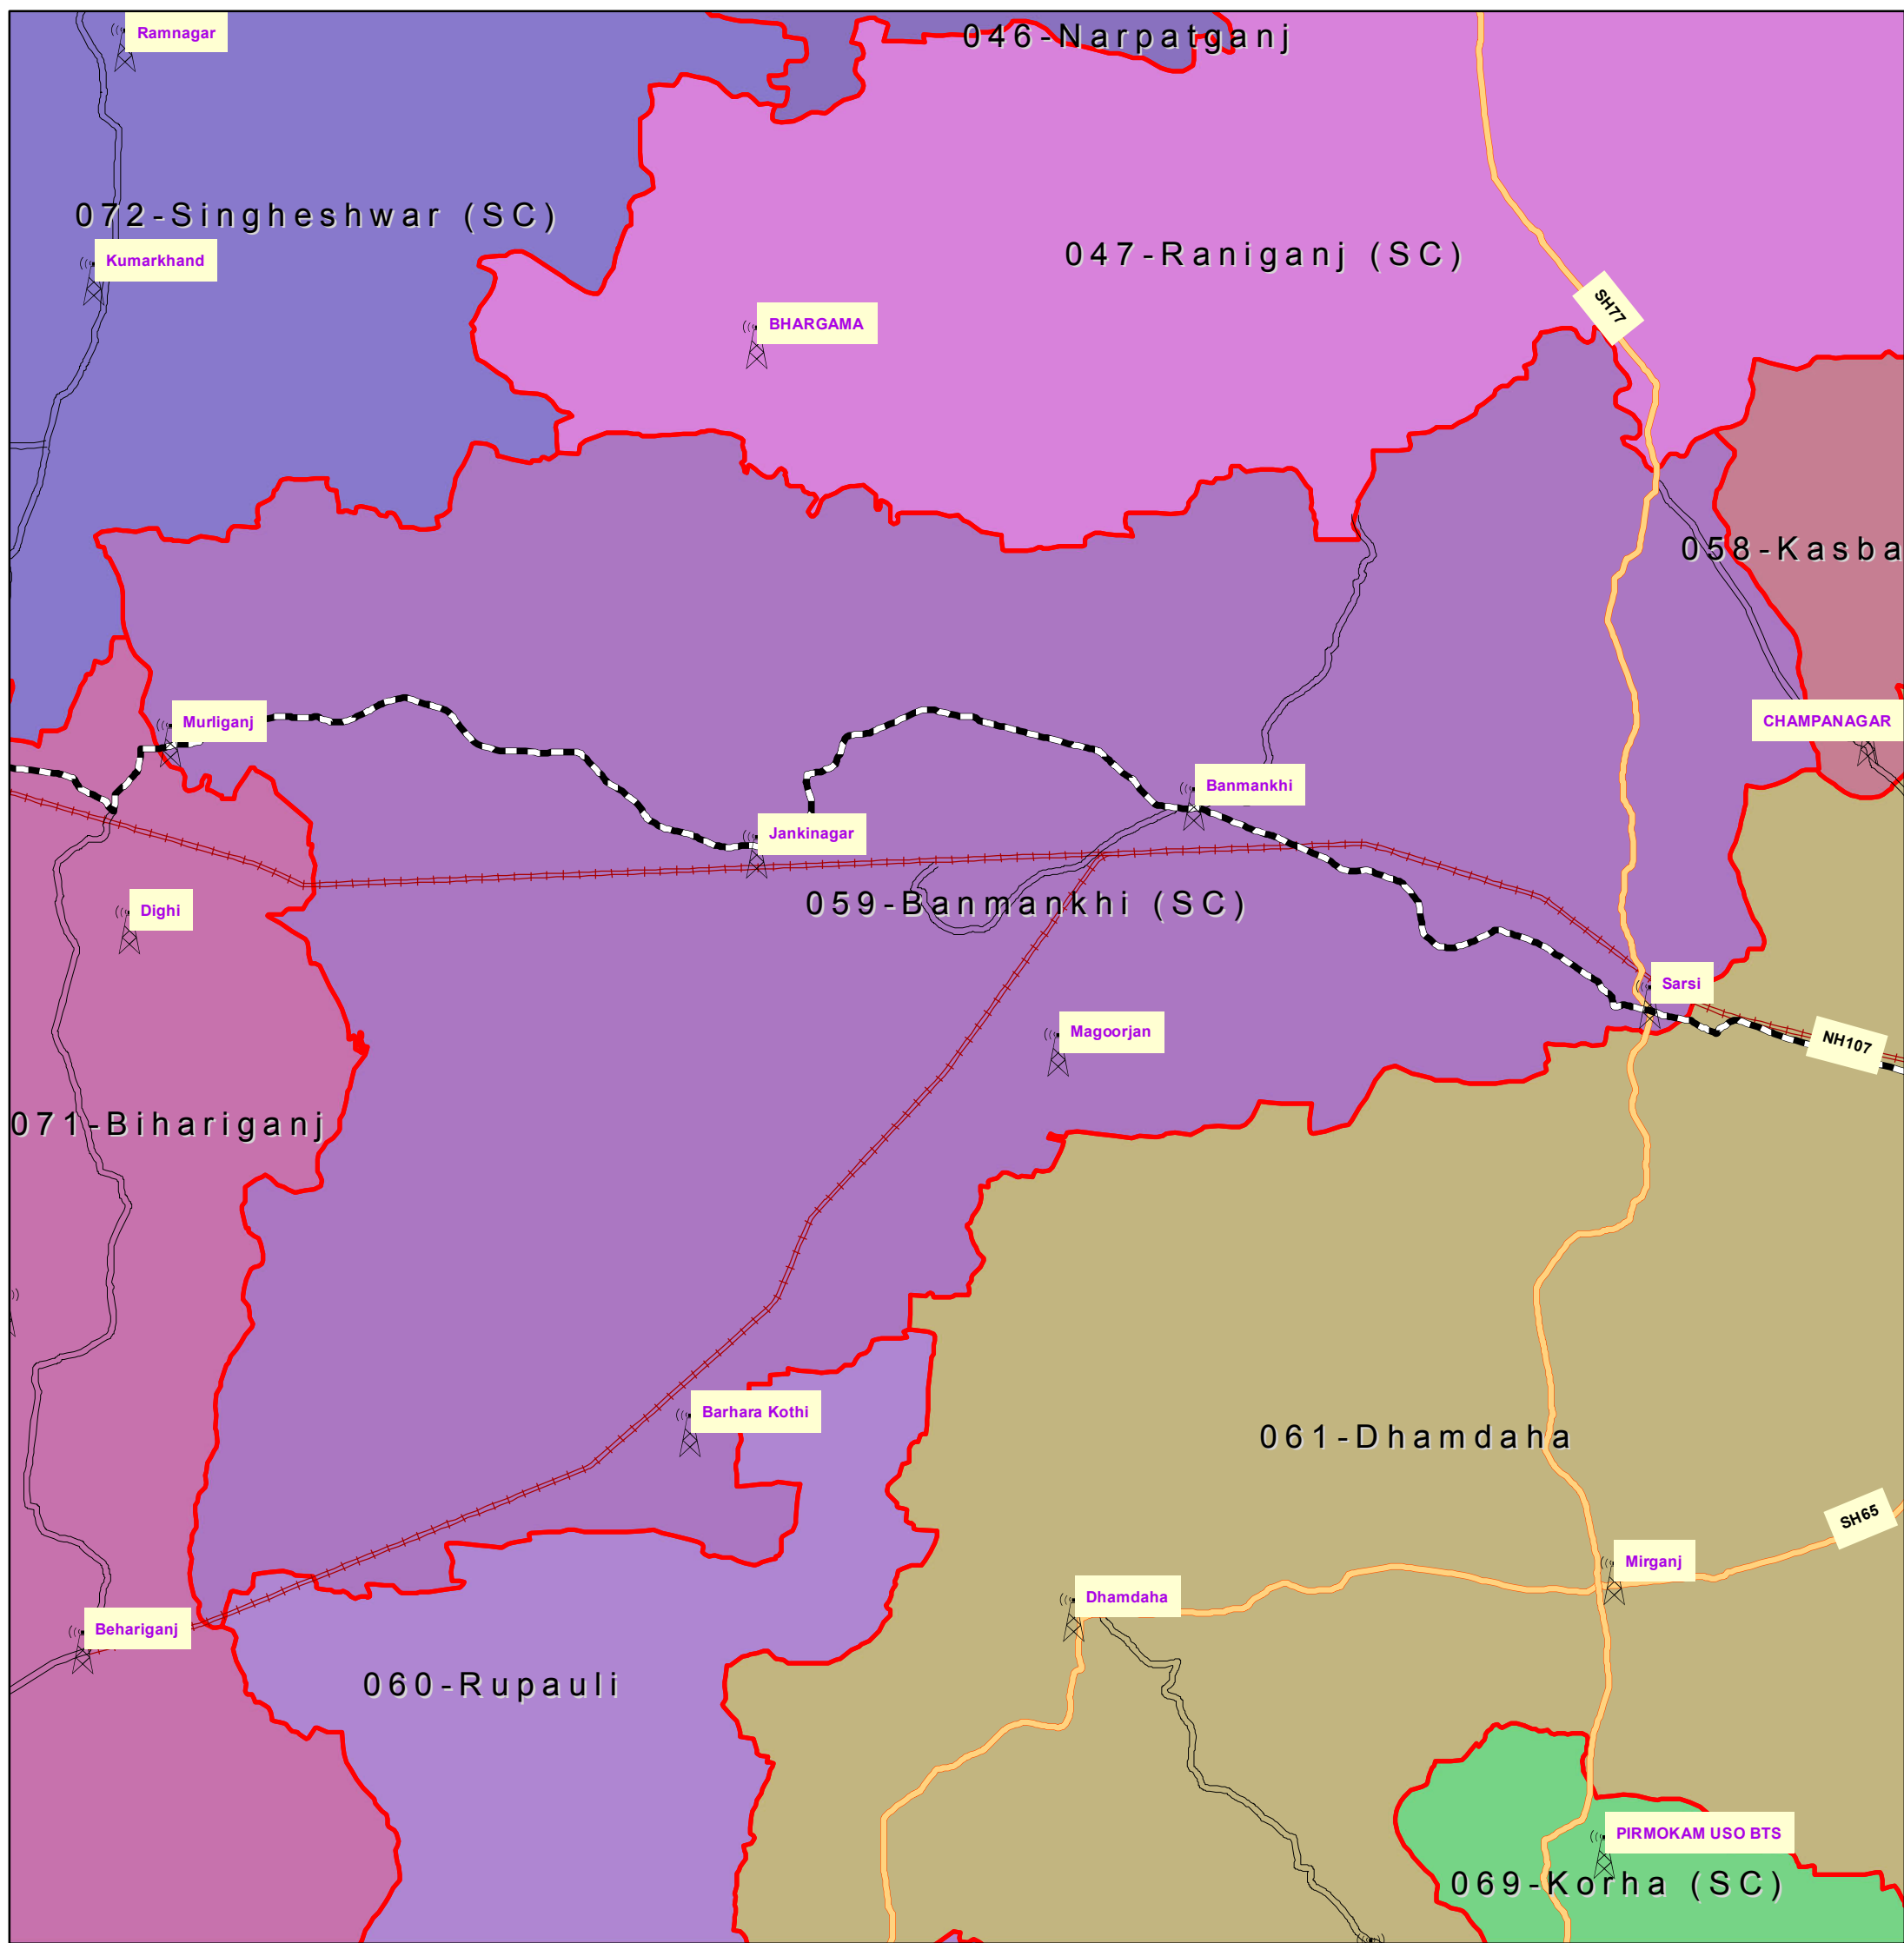 Ramnagar
046-Narpatganj
072-Singheshwar (SC)
Kumarkhand
047-Raniganj (SC)
SH77
BHARGAMA
058-Kasba
Murliganj
CHAMPANAGAR
Banmankhi
Jankinagar
059-Banmankhi (SC)
Dighi
Sarsi
Magoorjan
NH107
071-Bihariganj
Barhara Kothi
061-Dhamdaha
SH65
Mirganj
Dhamdaha
Behariganj
060-Rupauli
PIRMOKAM USO BTS
069-Korha (SC)